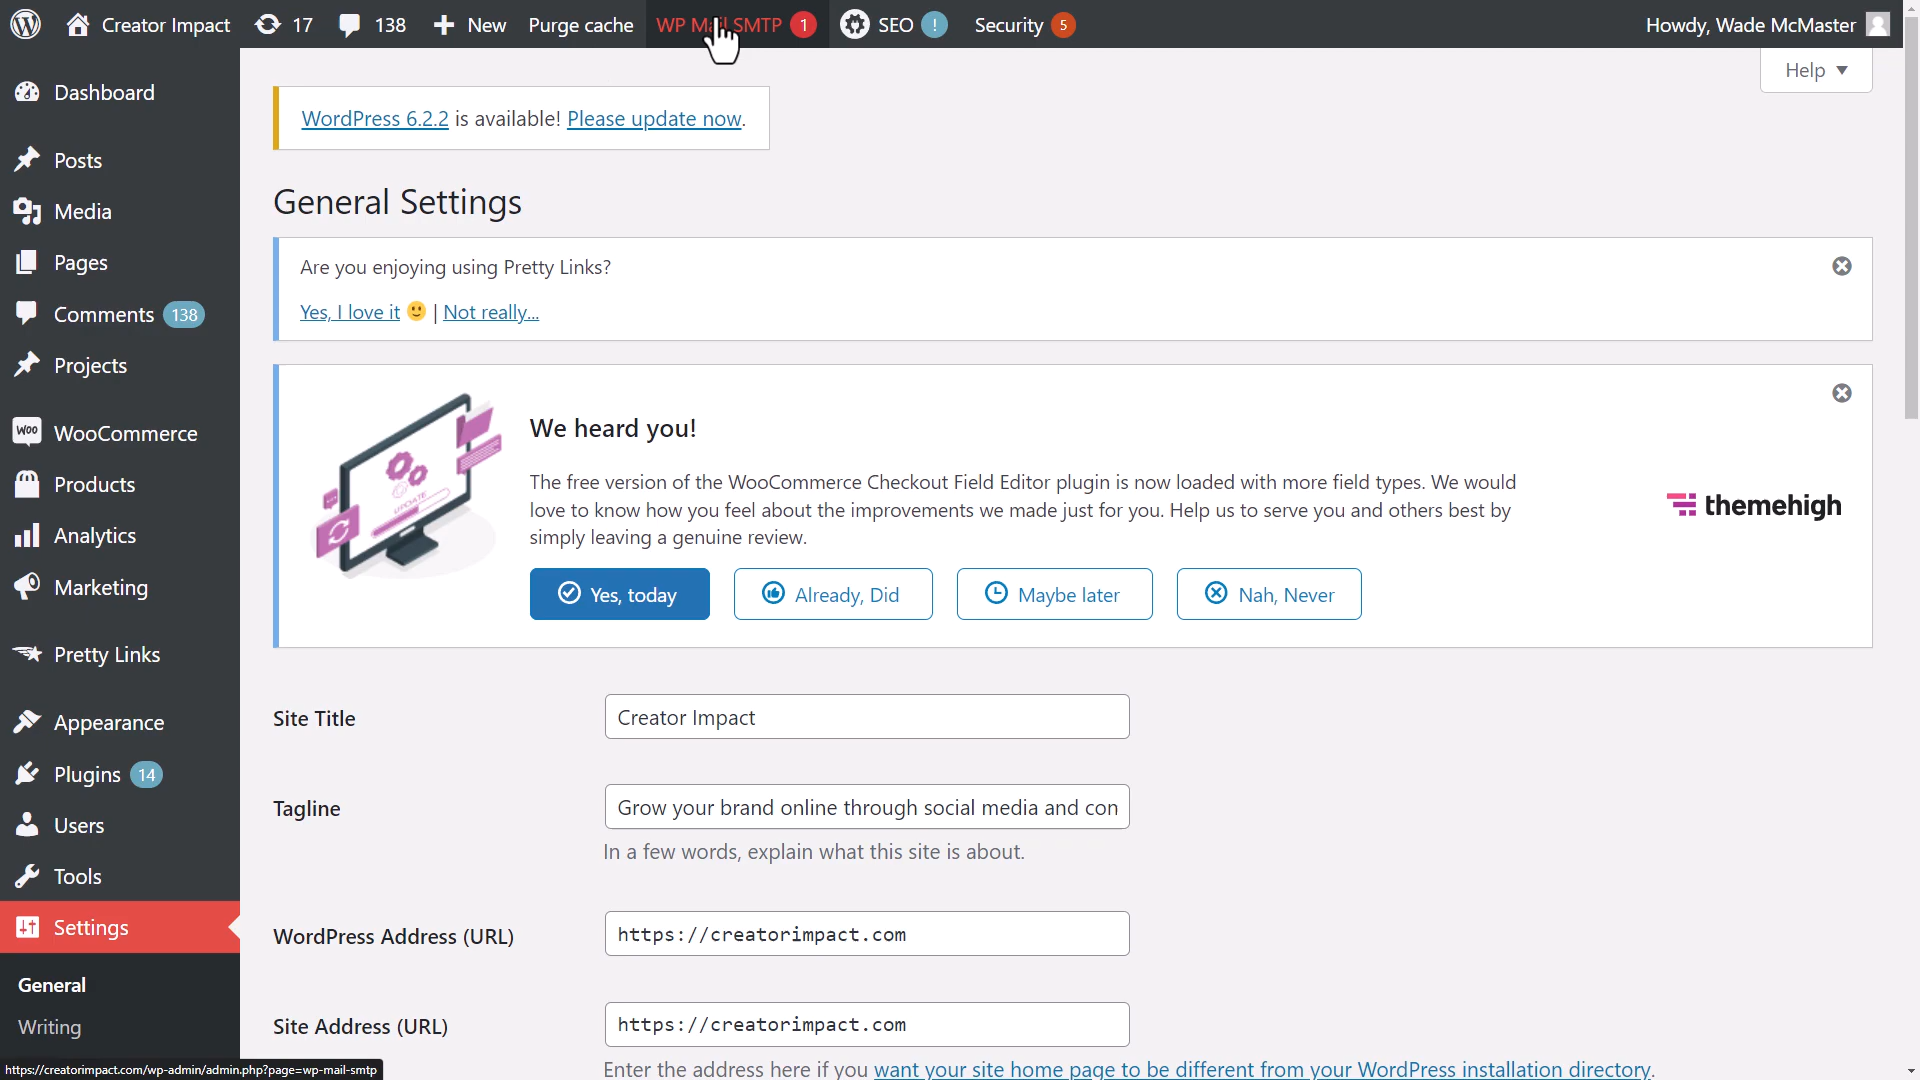 Creator Impact 17 138 New Purge cache WP Mail SMTP 1 SEO ! Security 5 Howdy, Wade McMaster
Help
Dashboard
Posts
Media
Pages
Comments 138
Projects
WOO WooCommerce
Products
Analytics
Marketing
Pretty Links
Appearance
Plugins 14
Users
Tools
Settings
General
Writing
WordPress 6.2.2 is available! Please update now.
General Settings
Are you enjoying using Pretty Links?
Yes, I love it 🙂 | Not really...
UPDATE
We heard you!
The free version of the WooCommerce Checkout Field Editor plugin is now loaded with more field types. We would
love to know how you feel about the improvements we made just for you. Help us to serve you and others best by
simply leaving a genuine review.
Yes, today Already, Did Maybe later Nah, Never
themehigh
Site Title Creator Impact
Tagline Grow your brand online through social media and con
In a few words, explain what this site is about.
WordPress Address (URL) https://creatorimpact.com
Site Address (URL) https://creatorimpact.com
Enter the address here if you want your site home page to be different from your WordPress installation directory.
https://creatorimpact.com/wp-admin/admin.php?page=wp-mail-smtp